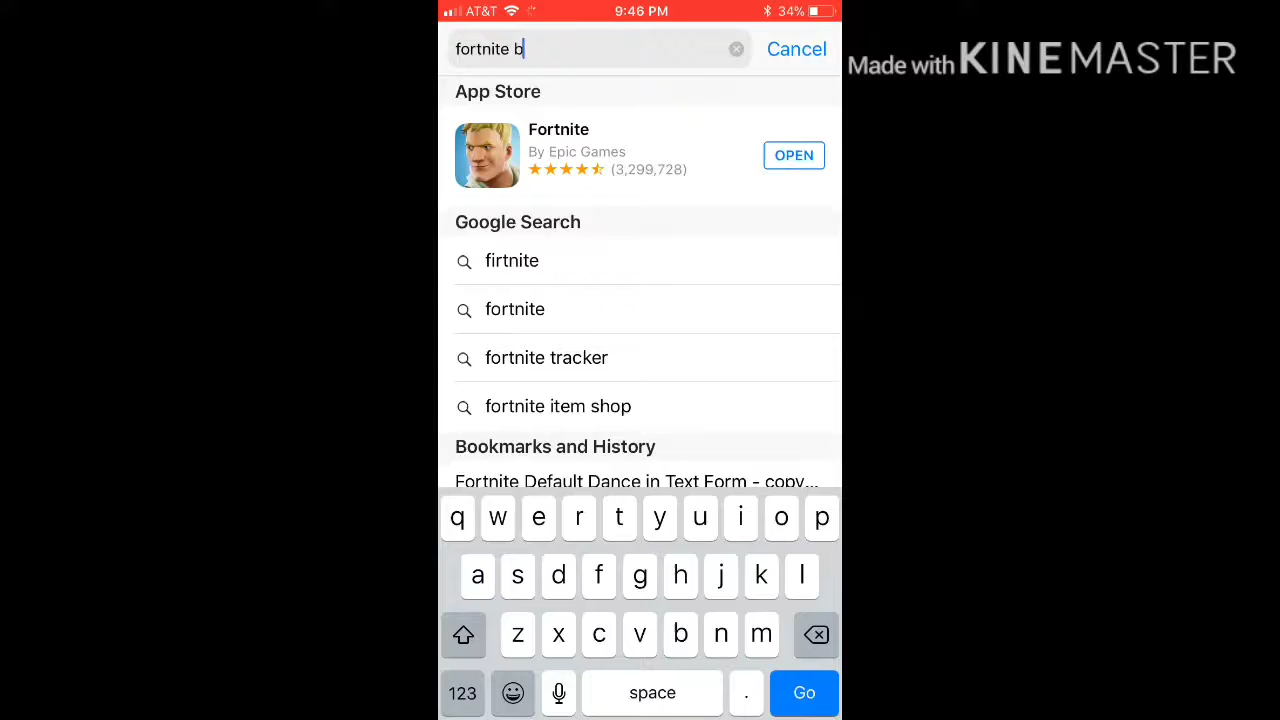 AT&T 9:46 PM 34%
fortnite b Cancel
Made with KINEMASTER
App Store
Fortnite
By Epic Games
(3,299,728)
OPEN
Google Search
firtnite
fortnite
fortnite tracker
fortnite item shop
Bookmarks and History
Fortnite Default Dance in Text Form - copy...
q w e r t y u i o p
a s d f g h j k l
z x c v b n m
123 space . Go